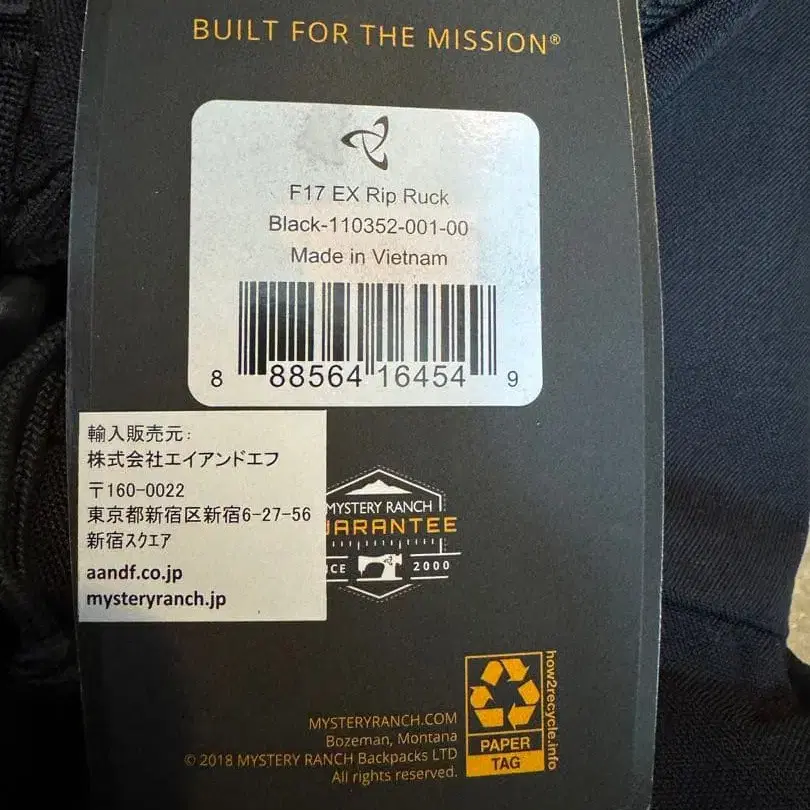 BUILT FOR THE MISSION®
F17 EX Rip Ruck
Black-110352-001-00
Made in Vietnam
8 88564 16454 9
輸入販売元:
株式会社エイアンドエフ
〒160-0022
東京都新宿区新宿6-27-56
新宿スクエア
aandf.co.jp
mysteryranch.jp
MYSTERY RANCH
UARANTEE
NCE 2000
how2recycle.info
PAPER
TAG
MYSTERYRANCH.COM
Bozeman, Montana
© 2018 MYSTERY RANCH Backpacks LTD
All rights reserved.